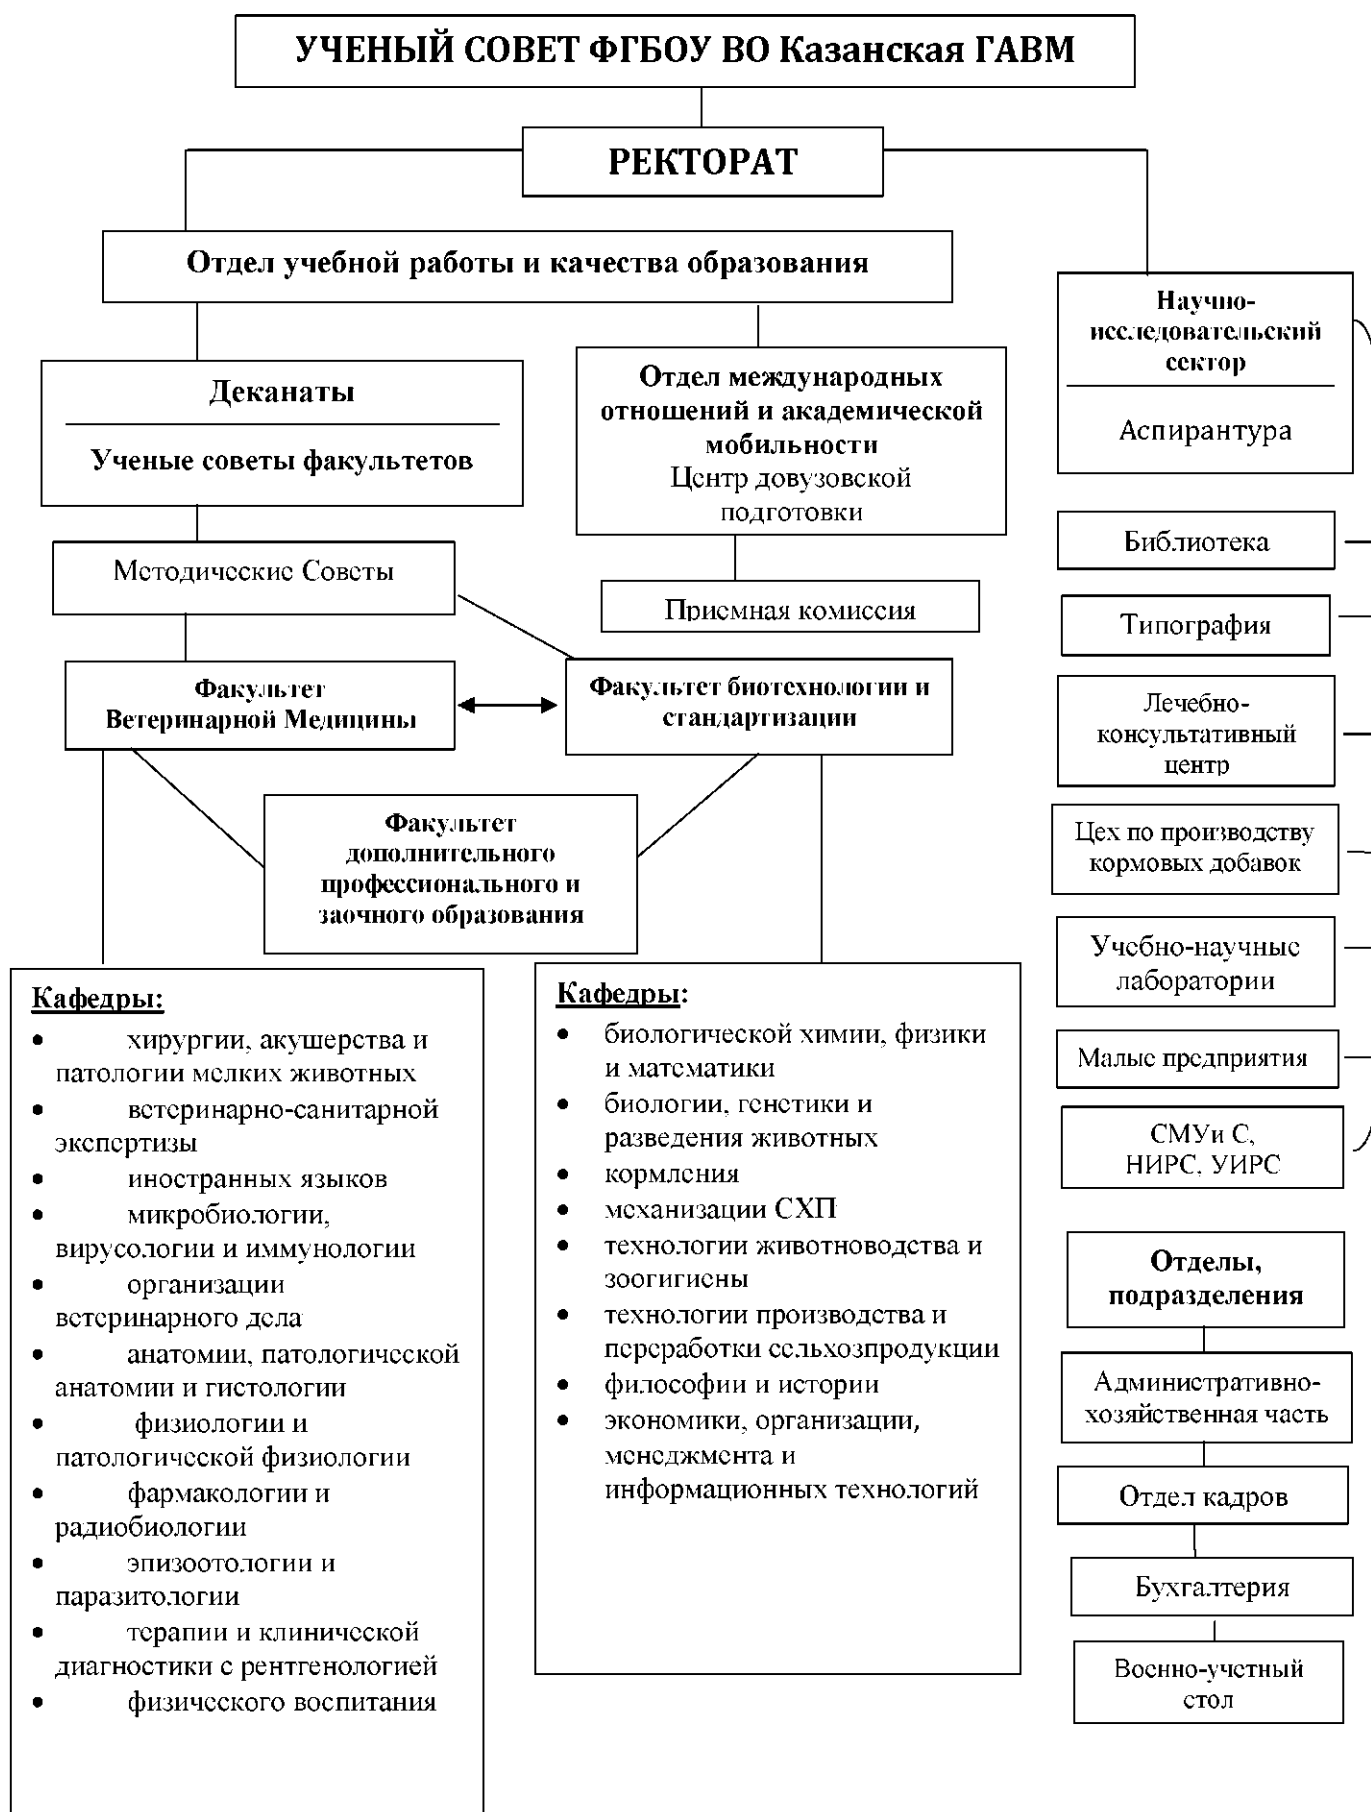 УЧЕНЫЙ СОВЕТ ФГБОУ ВО Казанская ГАВМ
РЕКТОРАТ
Отдел учебной работы и качества образования
Деканаты
Ученые советы факультетов
Отдел международных
отношений и академической
мобильности
Центр довузовской
подготовки
Методические Советы
Приемная комиссия
Факультет
Ветеринарной Медицины
Факультет биотехнологии и
стандартизации
Факультет
дополнительного
профессионального и
заочного образования
Кафедры:
• хирургии, акушерства и
патологии мелких животных
• ветеринарно-санитарной
экспертизы
• иностранных языков
• микробиологии,
вирусологии и иммунологии
• организации
ветеринарного дела
• анатомии, патологической
анатомии и гистологии
• физиологии и
патологической физиологии
• фармакологии и
радиобиологии
• эпизоотологии и
паразитологии
• терапии и клинической
диагностики с рентгенологией
• физического воспитания
Кафедры:
• биологической химии, физики
и математики
• биологии, генетики и
разведения животных
• кормления
• механизации СХП
• технологии животноводства и
зоогигиены
• технологии производства и
переработки сельхозпродукции
• философии и истории
• экономики, организации,
менеджмента и
информационных технологий
Научно-
исследовательский
сектор
Аспирантура
Библиотека
Типография
Лечебно-
консультативный
центр
Цех по производству
кормовых добавок
Учебно-научные
лаборатории
Малые предприятия
СМУи С,
НИРС, УИРС
Отделы,
подразделения
Административно-
хозяйственная часть
Отдел кадров
Бухгалтерия
Военно-учетный
стол